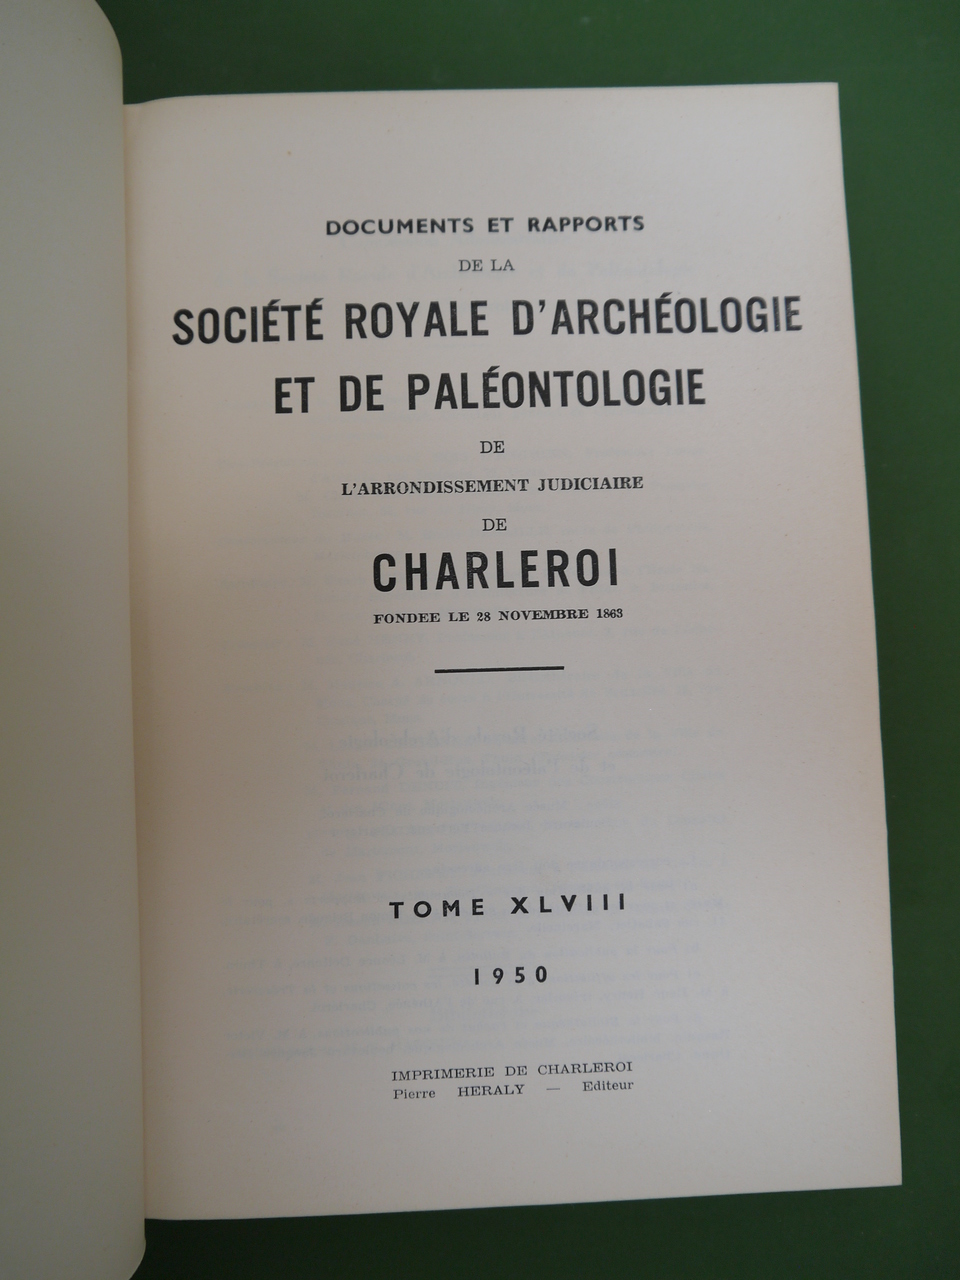 DOCUMENTS ET RAPPORTS
DE LA
SOCIÉTÉ ROYALE D'ARCHÉOLOGIE
ET DE PALÉONTOLOGIE
DE
L'ARRONDISSEMENT JUDICIAIRE
DE
CHARLEROI
FONDEE LE 28 NOVEMBRE 1863
TOME XLVIII
1950
IMPRIMERIE DE CHARLEROI
Pierre HERALY — Editeur